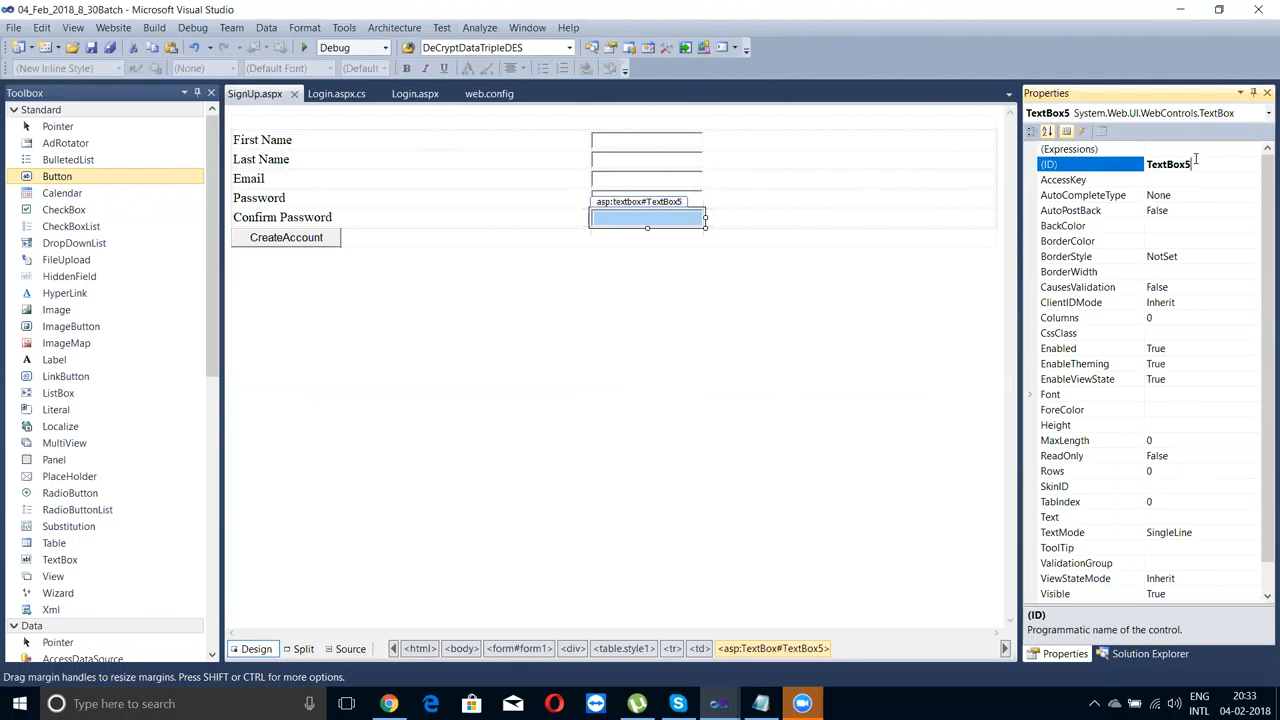 04_Feb_2018_8_30Batch - Microsoft Visual Studio
File Edit View Website Build Debug Team Data Format Tools Architecture Test Analyze Window Help
Debug DeCryptDataTripleDES
(New Inline Style) (None) (Default Font) (Default B I U A
Toolbox
SignUp.aspx Login.aspx.cs Login.aspx web.config
Properties
Standard
Pointer
AdRotator
BulletedList
Button
Calendar
CheckBox
CheckBoxList
DropDownList
FileUpload
HiddenField
HyperLink
Image
ImageButton
ImageMap
Label
LinkButton
ListBox
Literal
Localize
MultiView
Panel
PlaceHolder
RadioButton
RadioButtonList
Substitution
Table
TextBox
View
Wizard
Xml
Data
Pointer
AccessDataSource
First Name
Last Name
Email
Password
asp:textbox#TextBox5
Confirm Password
CreateAccount
Design Split Source <html> <body> <form#form1> <div> <table.style1> <tr> <td> <asp:TextBox#TextBox5>
TextBox5 System.Web.UI.WebControls.TextBox
(Expressions)
(ID) TextBox5
AccessKey
AutoCompleteType None
AutoPostBack False
BackColor
BorderColor
BorderStyle NotSet
BorderWidth
CausesValidation False
ClientIDMode Inherit
Columns 0
CssClass
Enabled True
EnableTheming True
EnableViewState True
Font
ForeColor
Height
MaxLength 0
ReadOnly False
Rows 0
SkinID
TabIndex 0
Text
TextMode SingleLine
ToolTip
ValidationGroup
ViewStateMode Inherit
Visible True
(ID)
Programmatic name of the control.
Properties Solution Explorer
Drag margin handles to resize margins. Press SHIFT or CTRL for more options.
Type here to search
ENG
INTL
20:33
04-02-2018